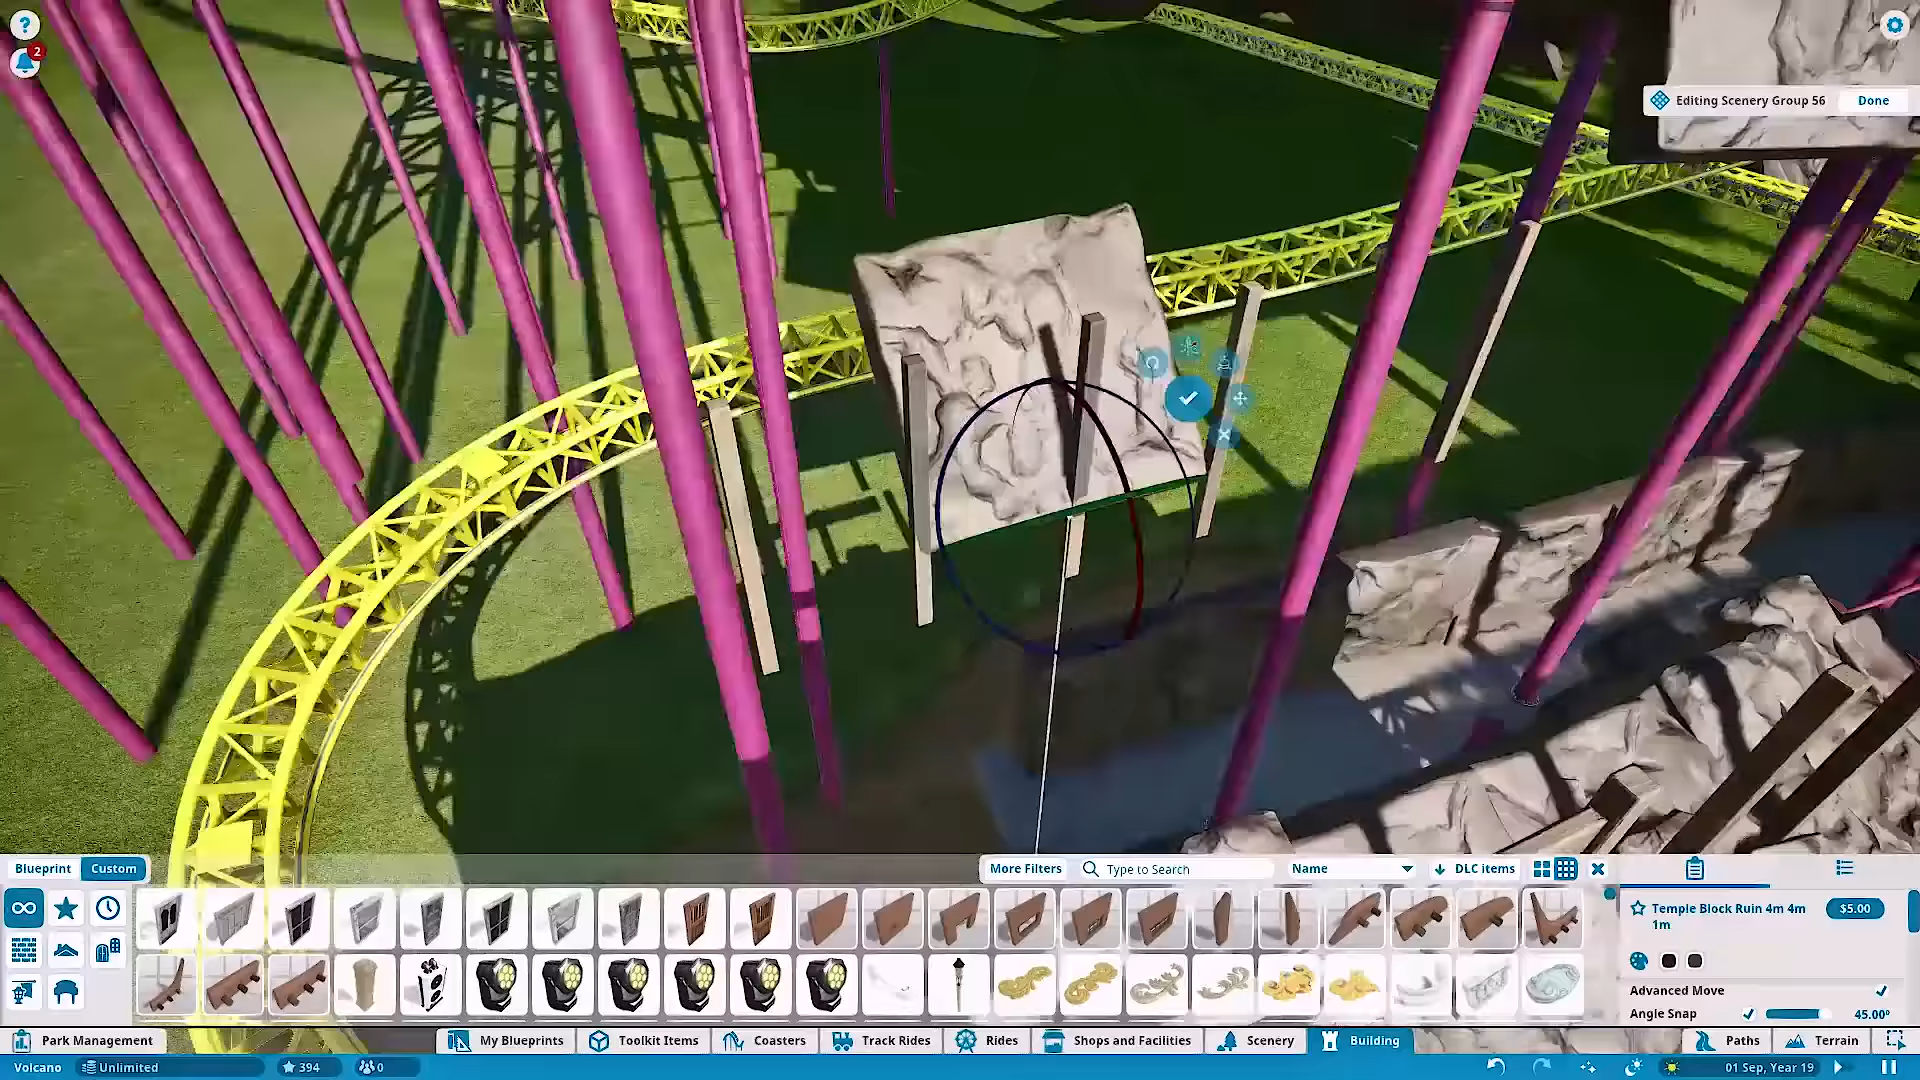 ?
2
Editing Scenery Group 56
Done
Blueprint
Custom
More Filters
Type to Search
Name
DLC items
Temple Block Ruin 4m 4m
1m
$5.00
Advanced Move
Angle Snap
45.00°
Park Management
My Blueprints
Toolkit Items
Coasters
Track Rides
Rides
Shops and Facilities
Scenery
Building
Paths
Terrain
Volcano
Unlimited
394
0
01 Sep, Year 19